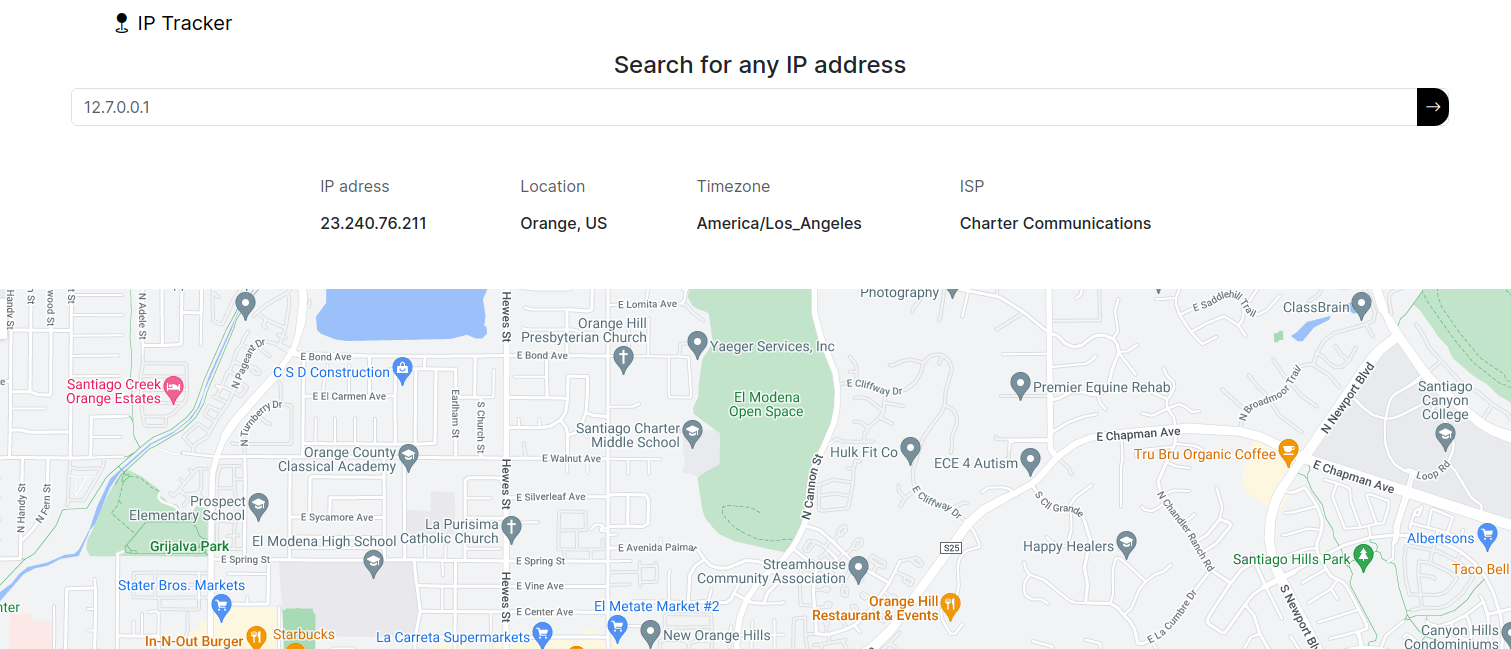 IP Tracker
Search for any IP address
12.7.0.0.1
IP adress
Location
Timezone
ISP
23.240.76.211
Orange, US
America/Los_Angeles
Charter Communications
Handy St
N Adele St
Hewes St
E Lomita Ave
Photography
E Saddlehill Trail
ClassBrain
Orange Hill
Presbyterian Church
Yaeger Services, Inc
N Pageant Dr
E Bond Ave
E Bond Ave
C S D Construction
Santiago Creek
Orange Estates
E El Carmen Ave
Earlham St
S Church St
N Turnberry Dr
El Modena
Open Space
E Cliffway Dr
Premier Equine Rehab
N Broadmoor Trail
N Newport Blvd
Santiago
Canyon
College
Santiago Charter
Middle School
Orange County
Classical Academy
E Walnut Ave
Hewes St
N Cannon St
Hulk Fit Co
ECE 4 Autism
E Chapman Ave
Tru Bru Organic Coffee
E Chapman Ave
Loop Rd
N Handy St
N Fern St
Prospect
Elementary School
E Silverleaf Ave
E Cliffway Dr
S Cll Grande
N Chandler Ranch Rd
E Sycamore Ave
La Purisima
Catholic Church
El Modena High School
Grijalva Park
E Spring St
E Avenida Palmar
S25
Happy Healers
Santiago Hills Park
Albertsons
Taco Bell
E Spring St
Streamhouse
Community Association
Stater Bros. Markets
E Vine Ave
Hewes St
E Center Ave
El Metate Market #2
Orange Hill
Restaurant & Events
E La Cumbre Dr
S Newport Blvd
In-N-Out Burger
Starbucks
La Carreta Supermarkets
New Orange Hills
Canyon Hills
Condominiums